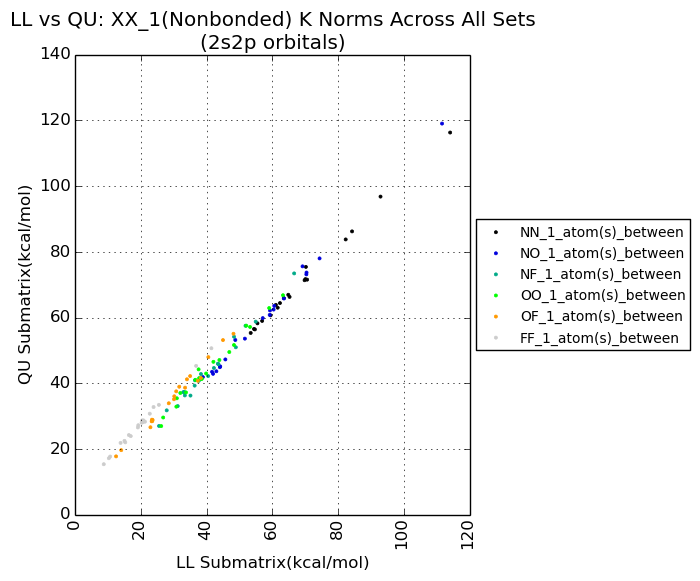 LL vs QU: XX_1(Nonbonded) K Norms Across All Sets
(2s2p orbitals)
140
120
100
80
60
40
20
0
QU Submatrix(kcal/mol)
0 20 40 60 80 100 120
LL Submatrix(kcal/mol)
NN_1_atom(s)_between
NO_1_atom(s)_between
NF_1_atom(s)_between
OO_1_atom(s)_between
OF_1_atom(s)_between
FF_1_atom(s)_between